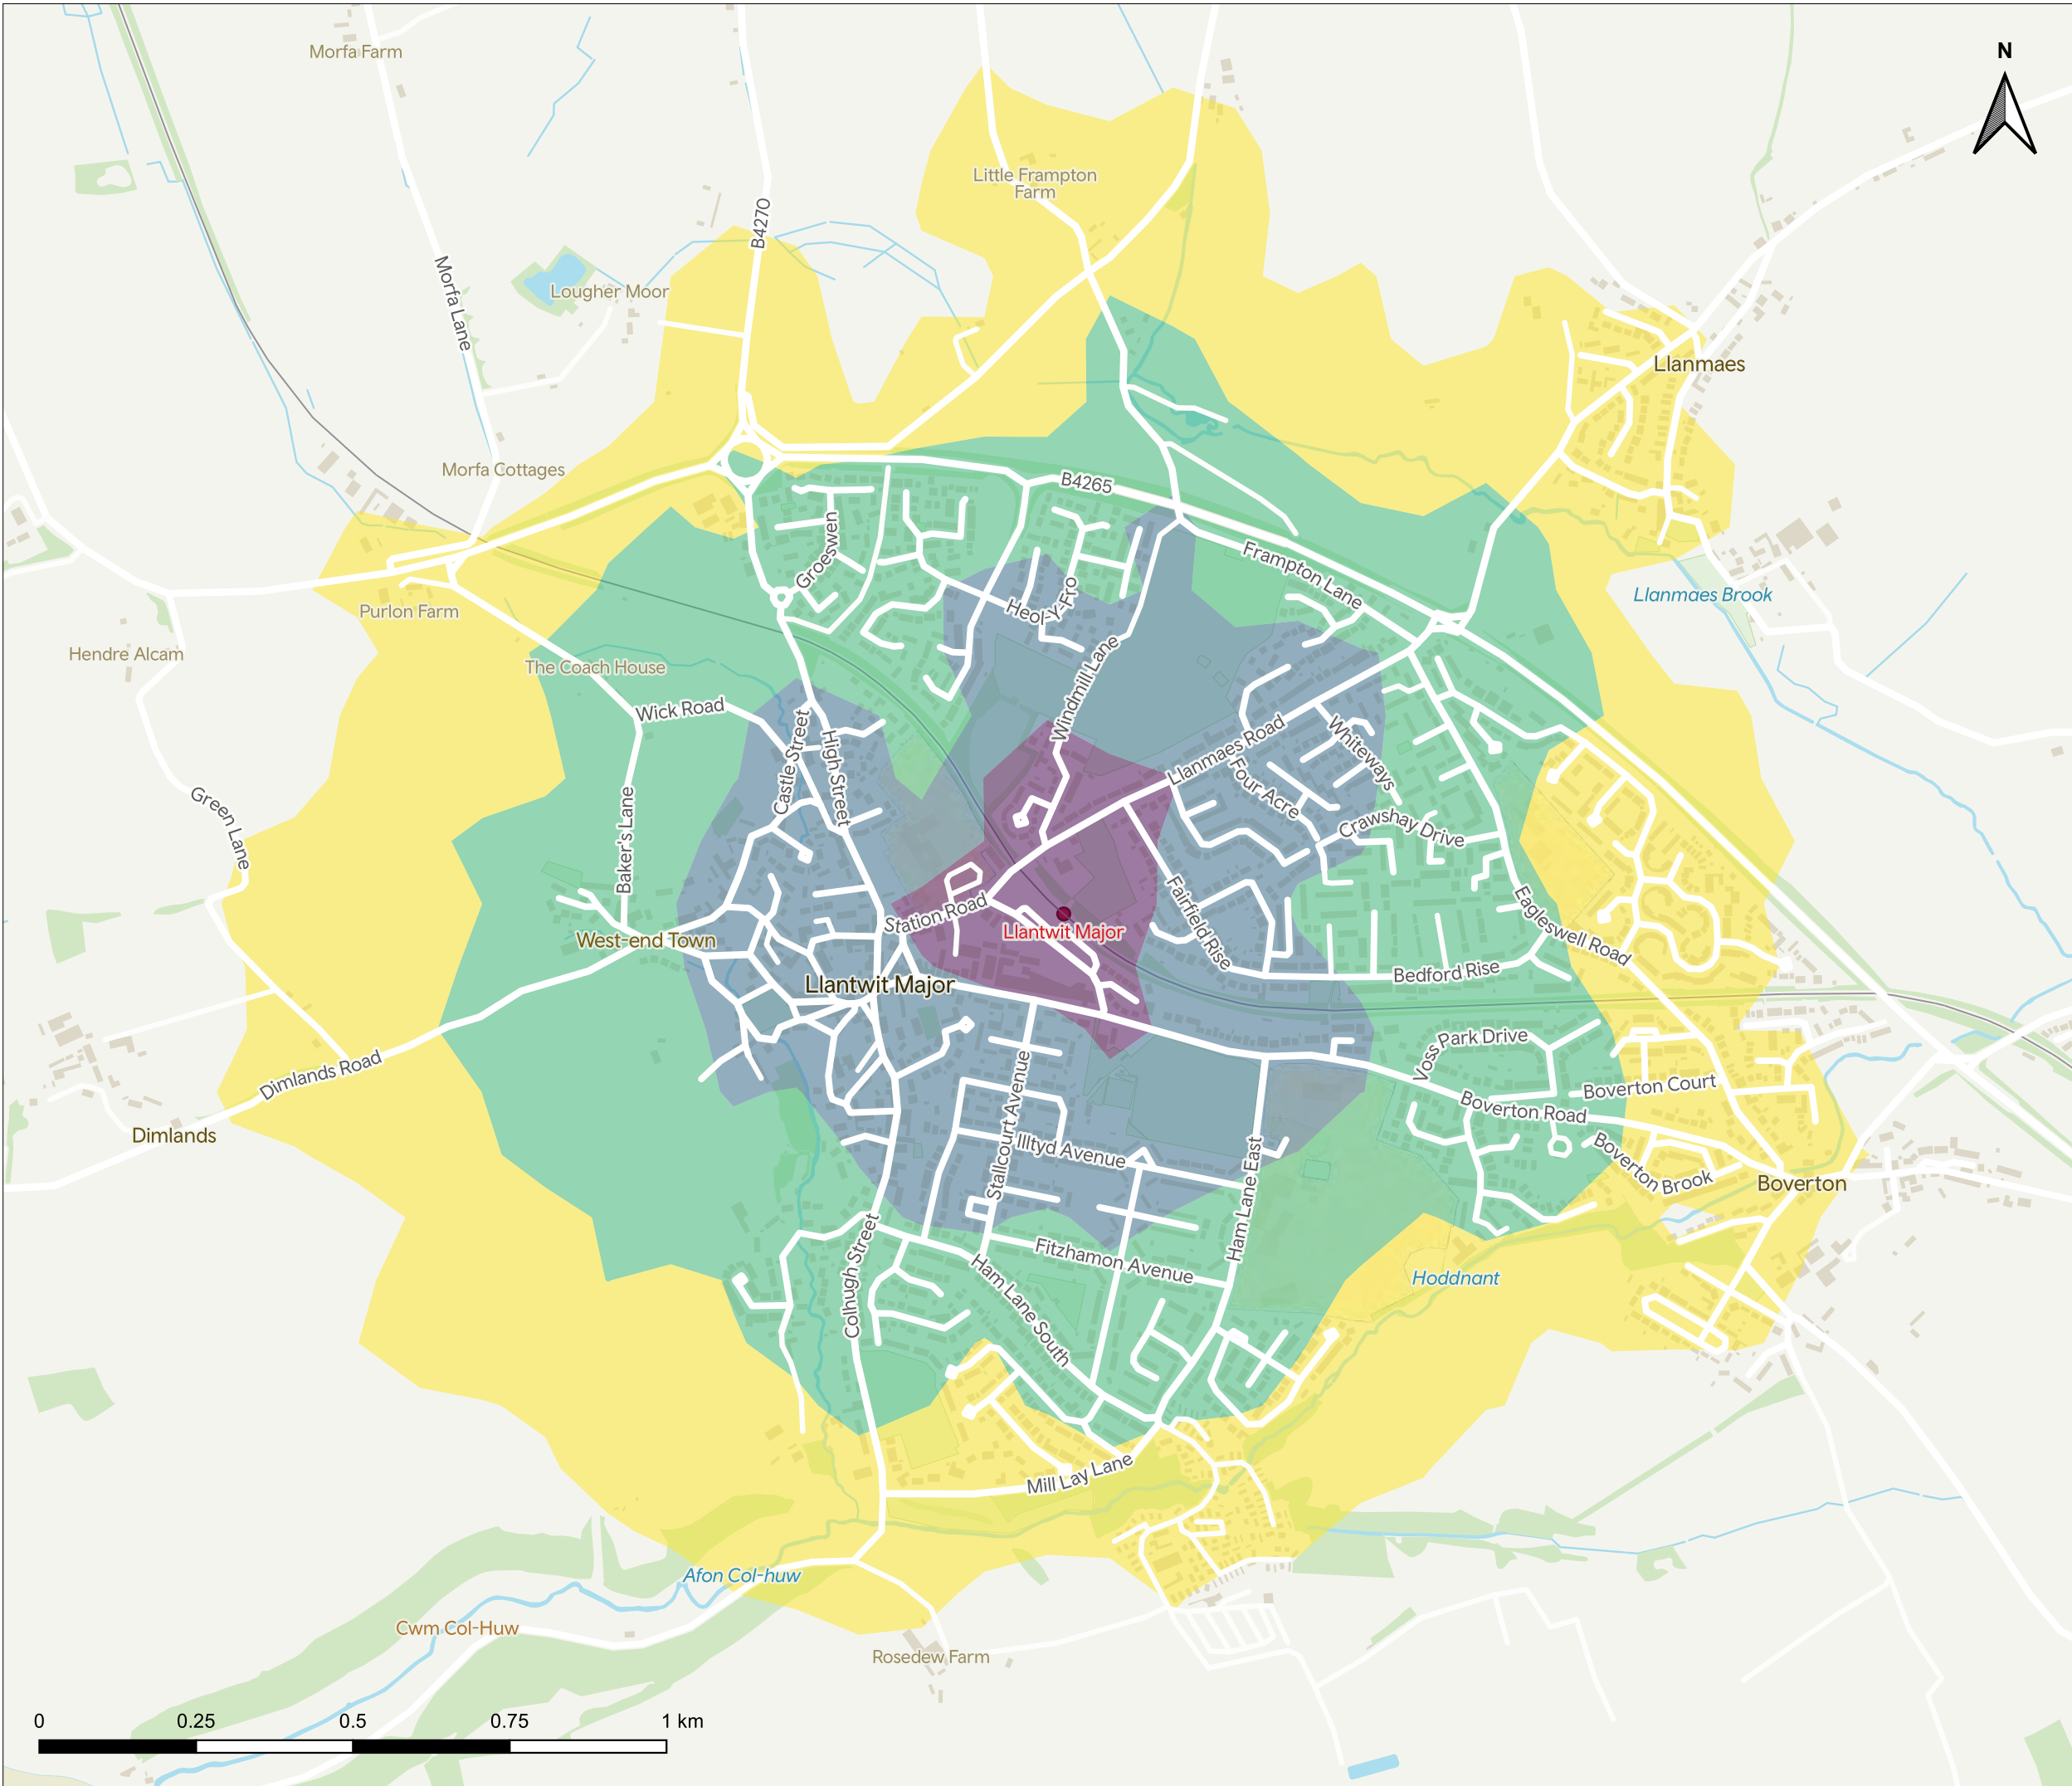 N
Morfa Farm
Little Frampton
Farm
B4270
Morfa Lane
Lougher Moor
Llanmaes
Morfa Cottages
B4265
Groeswen
Frampton Lane
Heol-Y-Fro
Llanmaes Brook
Purlon Farm
Hendre Alcam
The Coach House
Windmill Lane
Wick Road
Castle Street
High Street
Llanmaes Road
Whiteways
Four Acre
Green Lane
Baker's Lane
Crawshay Drive
Fairfield Rise
Station Road
Eagleswell Road
Llantwit Major
West-end Town
Bedford Rise
Llantwit Major
Voss Park Drive
Dimlands Road
Boverton Court
Boverton Road
Dimlands
Stallcourt Avenue
Illtyd Avenue
Boverton Brook
Boverton
Ham Lane East
Colhugh Street
Fitzhamon Avenue
Ham Lane South
Hoddnant
Mill Lay Lane
Afon Col-huw
Cwm Col-Huw
Rosedew Farm
0 0.25 0.5 0.75 1 km